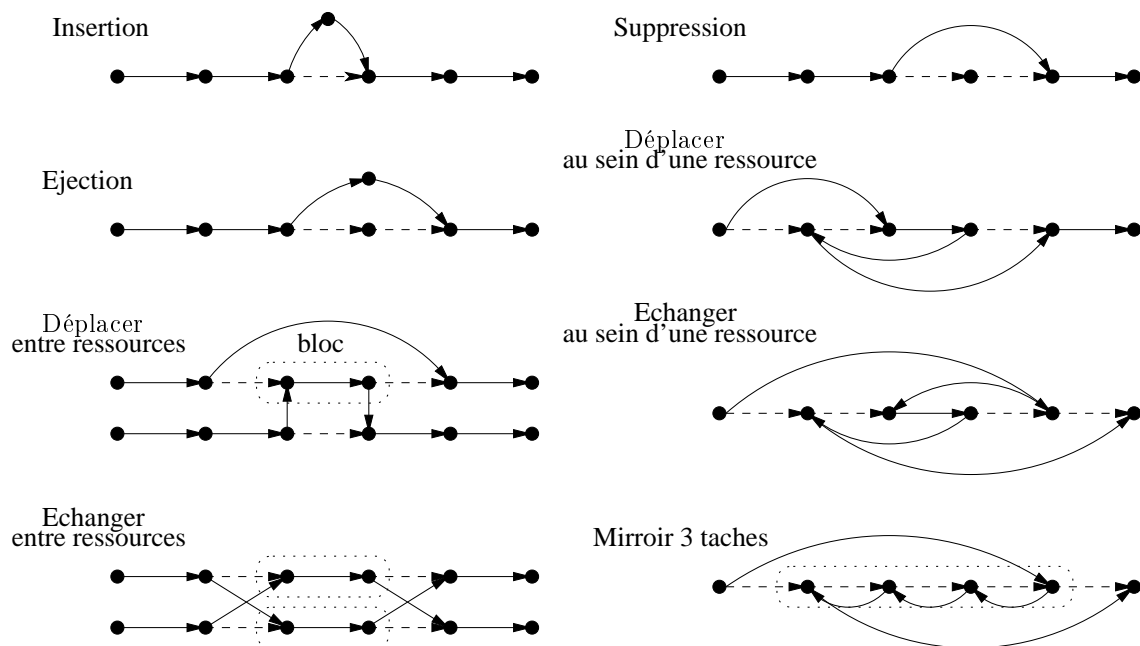 Insertion
Suppression
Ejection
Déplacer
au sein d'une ressource
Déplacer
entre ressources
bloc
Echanger
au sein d'une ressource
Echanger
entre ressources
Mirroir 3 taches